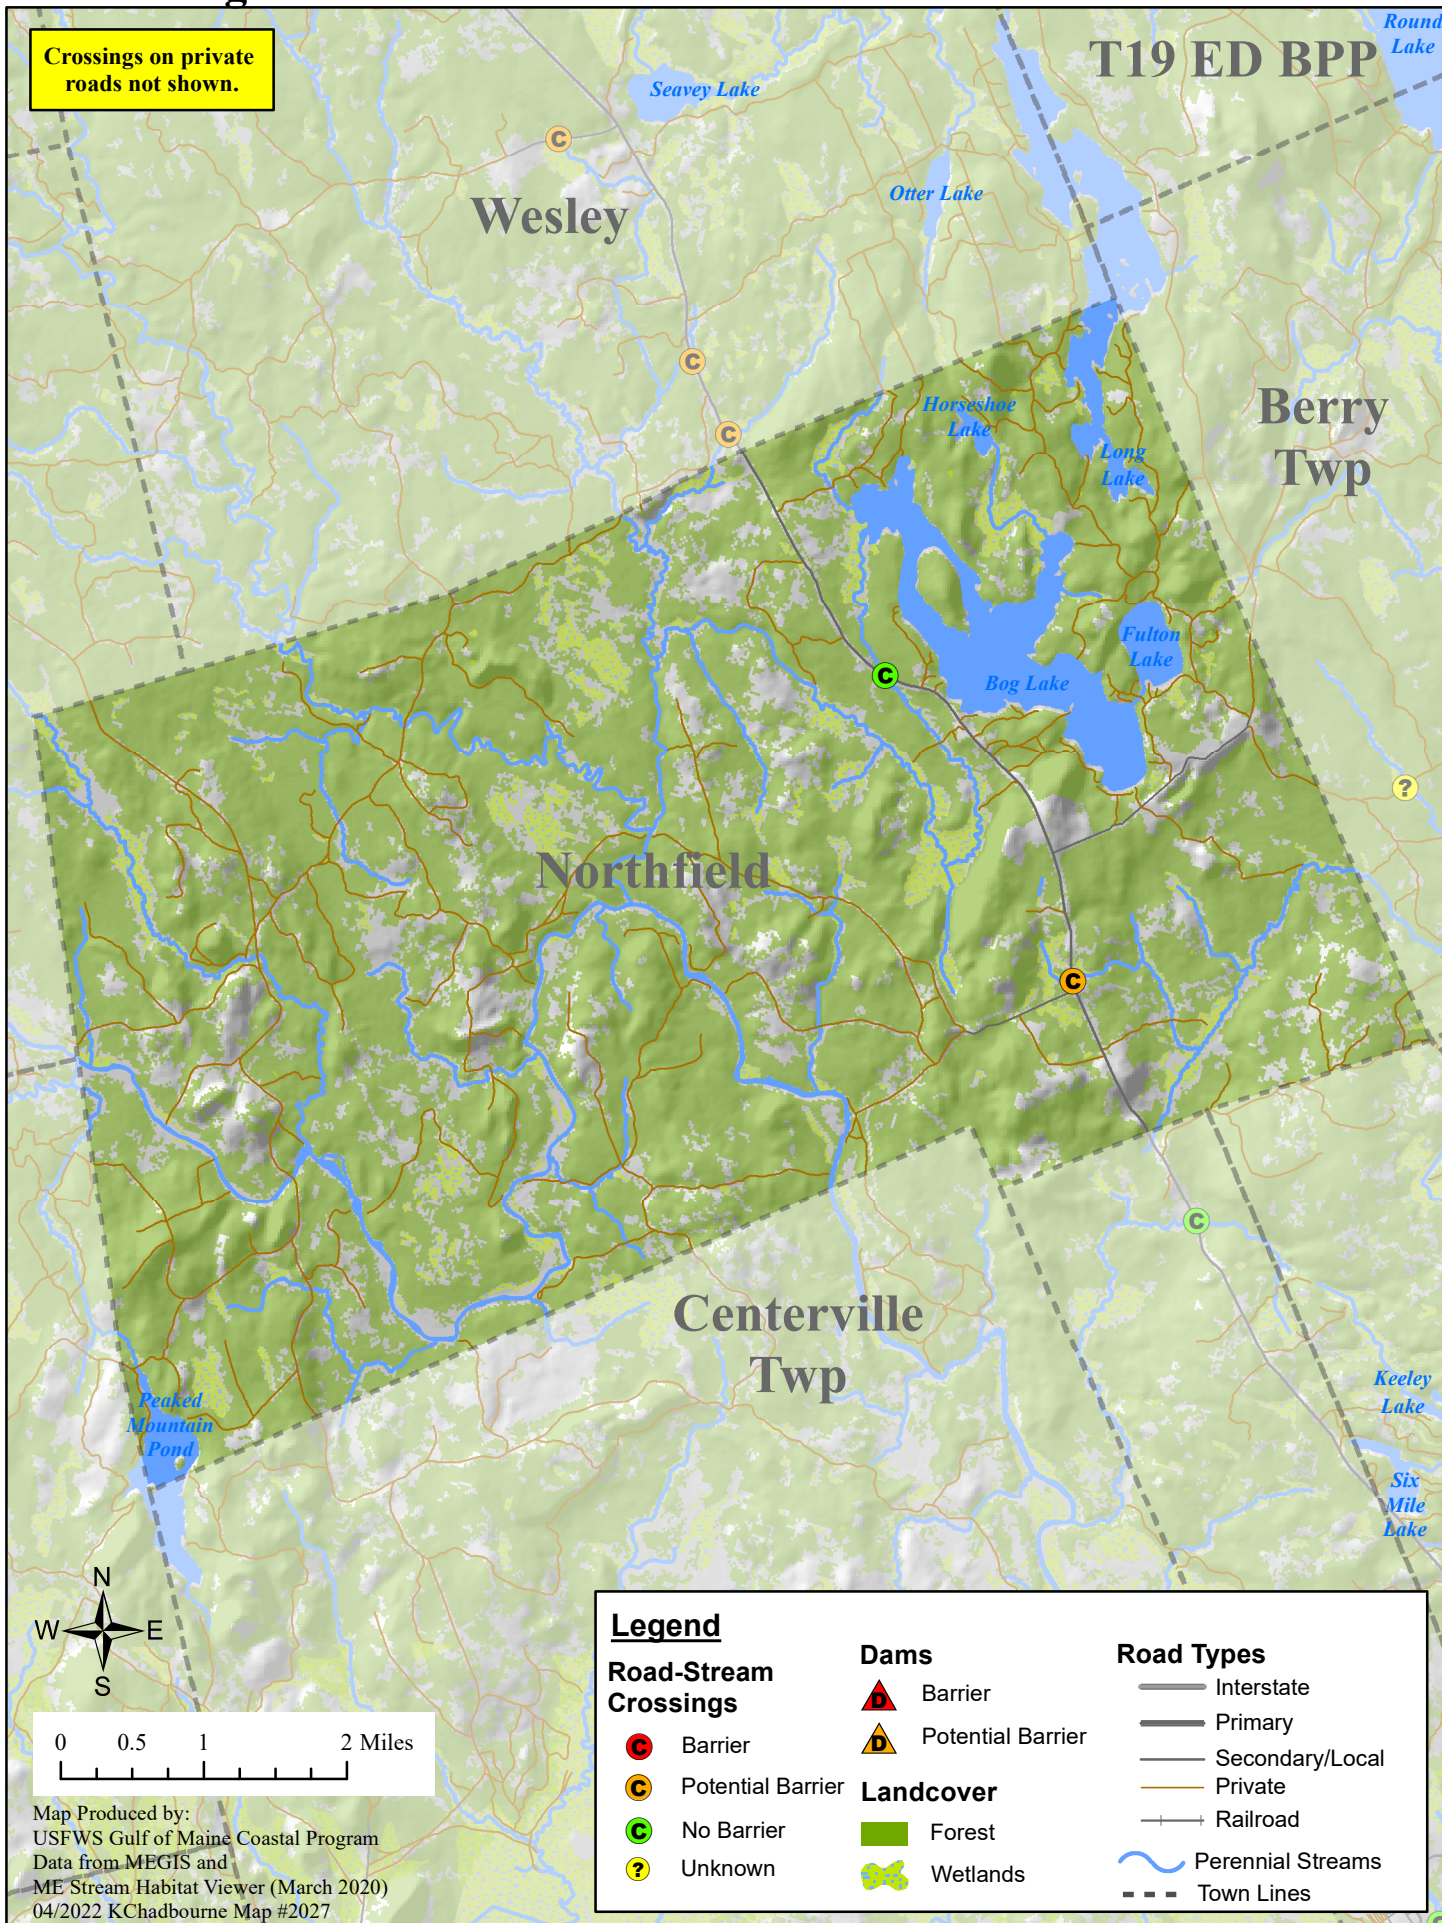 Crossings on private
roads not shown.
T19 ED BPP
Round
Lake
Seavey Lake
C
Wesley
Otter Lake
C
C
Horseshoe
Lake
Berry
Twp
Long
Lake
C
Fulton
Lake
Bog Lake
?
Northfield
C
C
Centerville
Twp
Keeley
Lake
Peaked
Mountain
Pond
Six
Mile
Lake
N
W
E
S
0 0.5 1 2 Miles
Map Produced by:
USFWS Gulf of Maine Coastal Program
Data from MEGIS and
ME Stream Habitat Viewer (March 2020)
04/2022 KChadbourne Map #2027
Legend
Road-Stream
Crossings
C Barrier
C Potential Barrier
C No Barrier
? Unknown
Dams
D Barrier
D Potential Barrier
Landcover
Forest
Wetlands
Road Types
Interstate
Primary
Secondary/Local
Private
Railroad
Perennial Streams
Town Lines